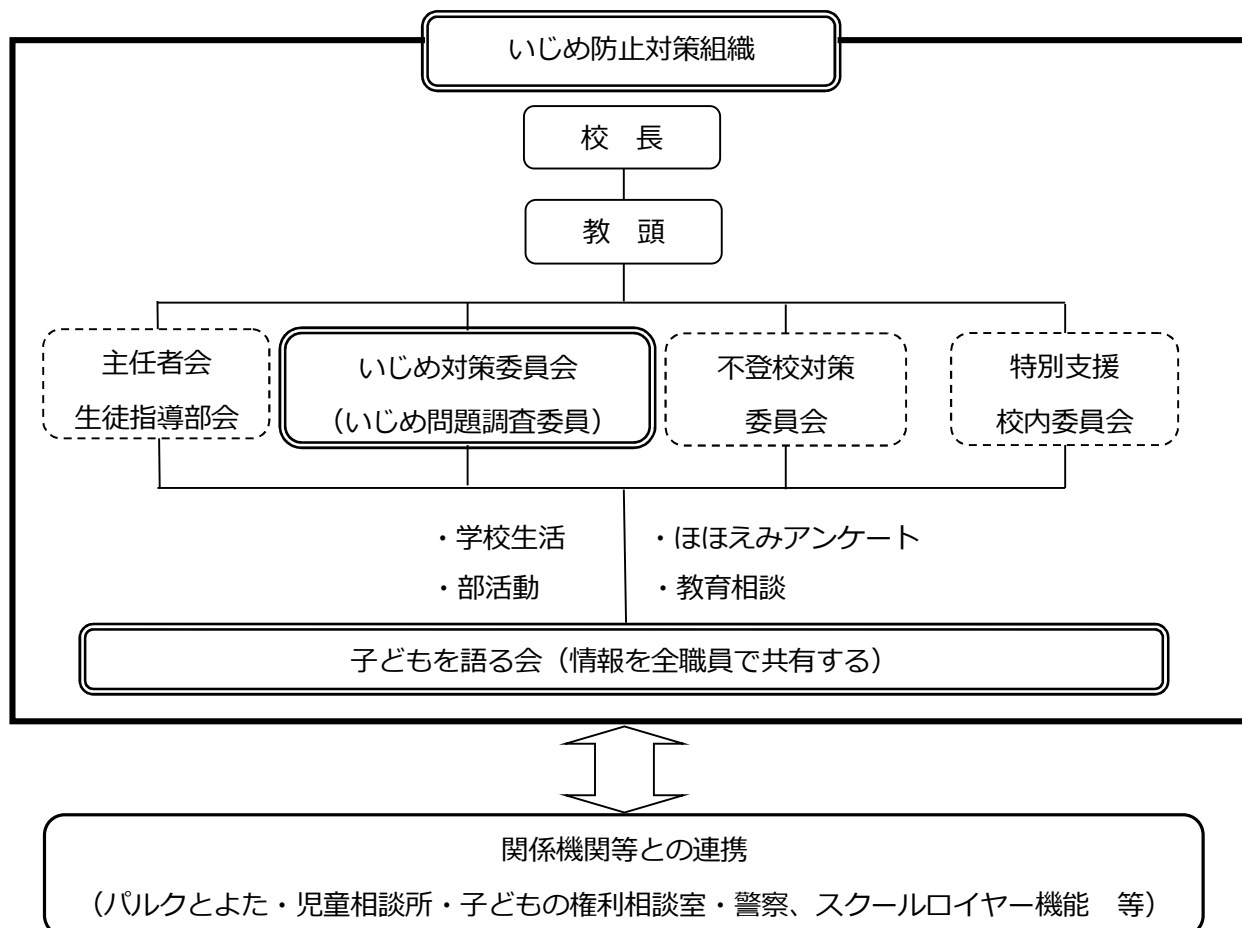 いじめ防止対策組織
校　長
教　頭
主任者会
生徒指導部会
いじめ対策委員会
（いじめ問題調査委員）
不登校対策
委員会
特別支援
校内委員会
・学校生活
・ほほえみアンケート
・部活動
・教育相談
子どもを語る会（情報を全職員で共有する）
関係機関等との連携
（パルクとよた・児童相談所・子どもの権利相談室・警察、スクールロイヤー機能　等）